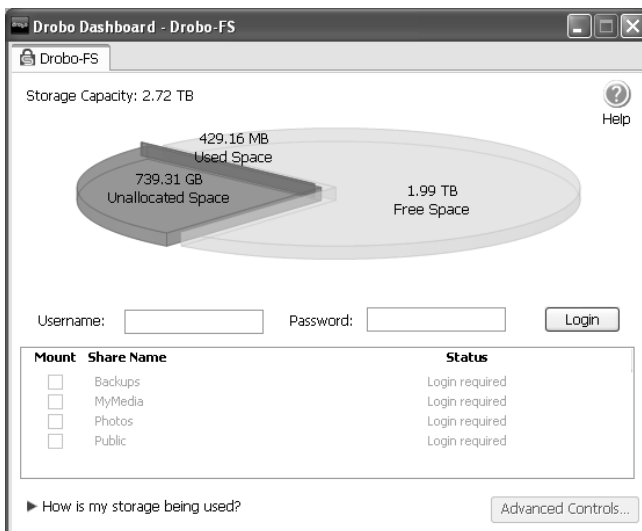 Drobo Dashboard - Drobo-FS
Drobo-FS
Storage Capacity: 2.72 TB
Help
429.16 MB
Used Space
739.31 GB
Unallocated Space
1.99 TB
Free Space
Username:
Password:
Login
Mount Share Name Status
Backups Login required
MyMedia Login required
Photos Login required
Public Login required
How is my storage being used?
Advanced Controls...